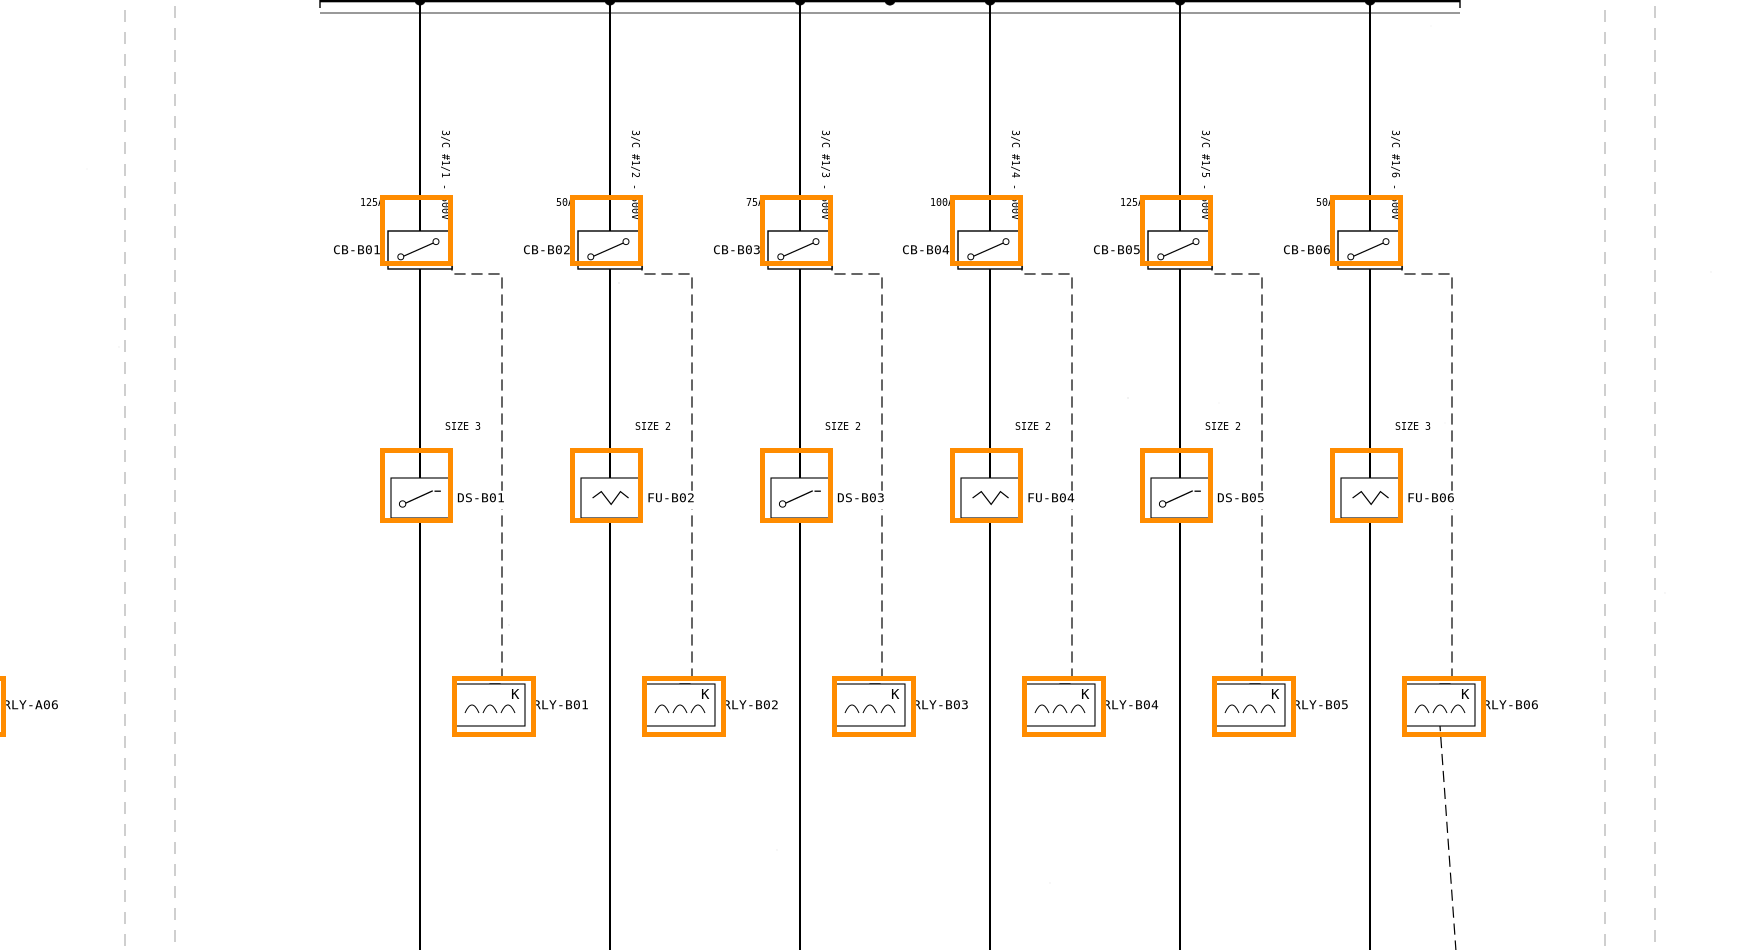 3/C #1/1 -
3/C #1/2 -
3/C #1/3 -
3/C #1/4 -
3/C #1/5 -
3/C #1/6 -
125A
50A
75A
100A
125A
50A
CB-B01
CB-B02
CB-B03
CB-B04
CB-B05
CB-B06
SIZE 3
SIZE 2
SIZE 2
SIZE 2
SIZE 2
SIZE 3
DS-B01
FU-B02
DS-B03
FU-B04
DS-B05
FU-B06
K
K
K
K
K
K
RLY-A06
RLY-B01
RLY-B02
RLY-B03
RLY-B04
RLY-B05
RLY-B06